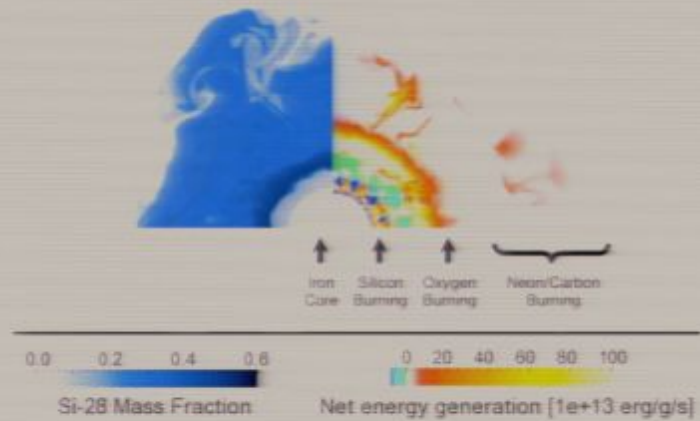 Iron Silicon Oxygen Neon/Carbon
Core Burning Burning Burning
0.0 0.2 0.4 0.6
Si-28 Mass Fraction
0 20 40 60 80 100
Net energy generation [1e+13 erg/g/s]